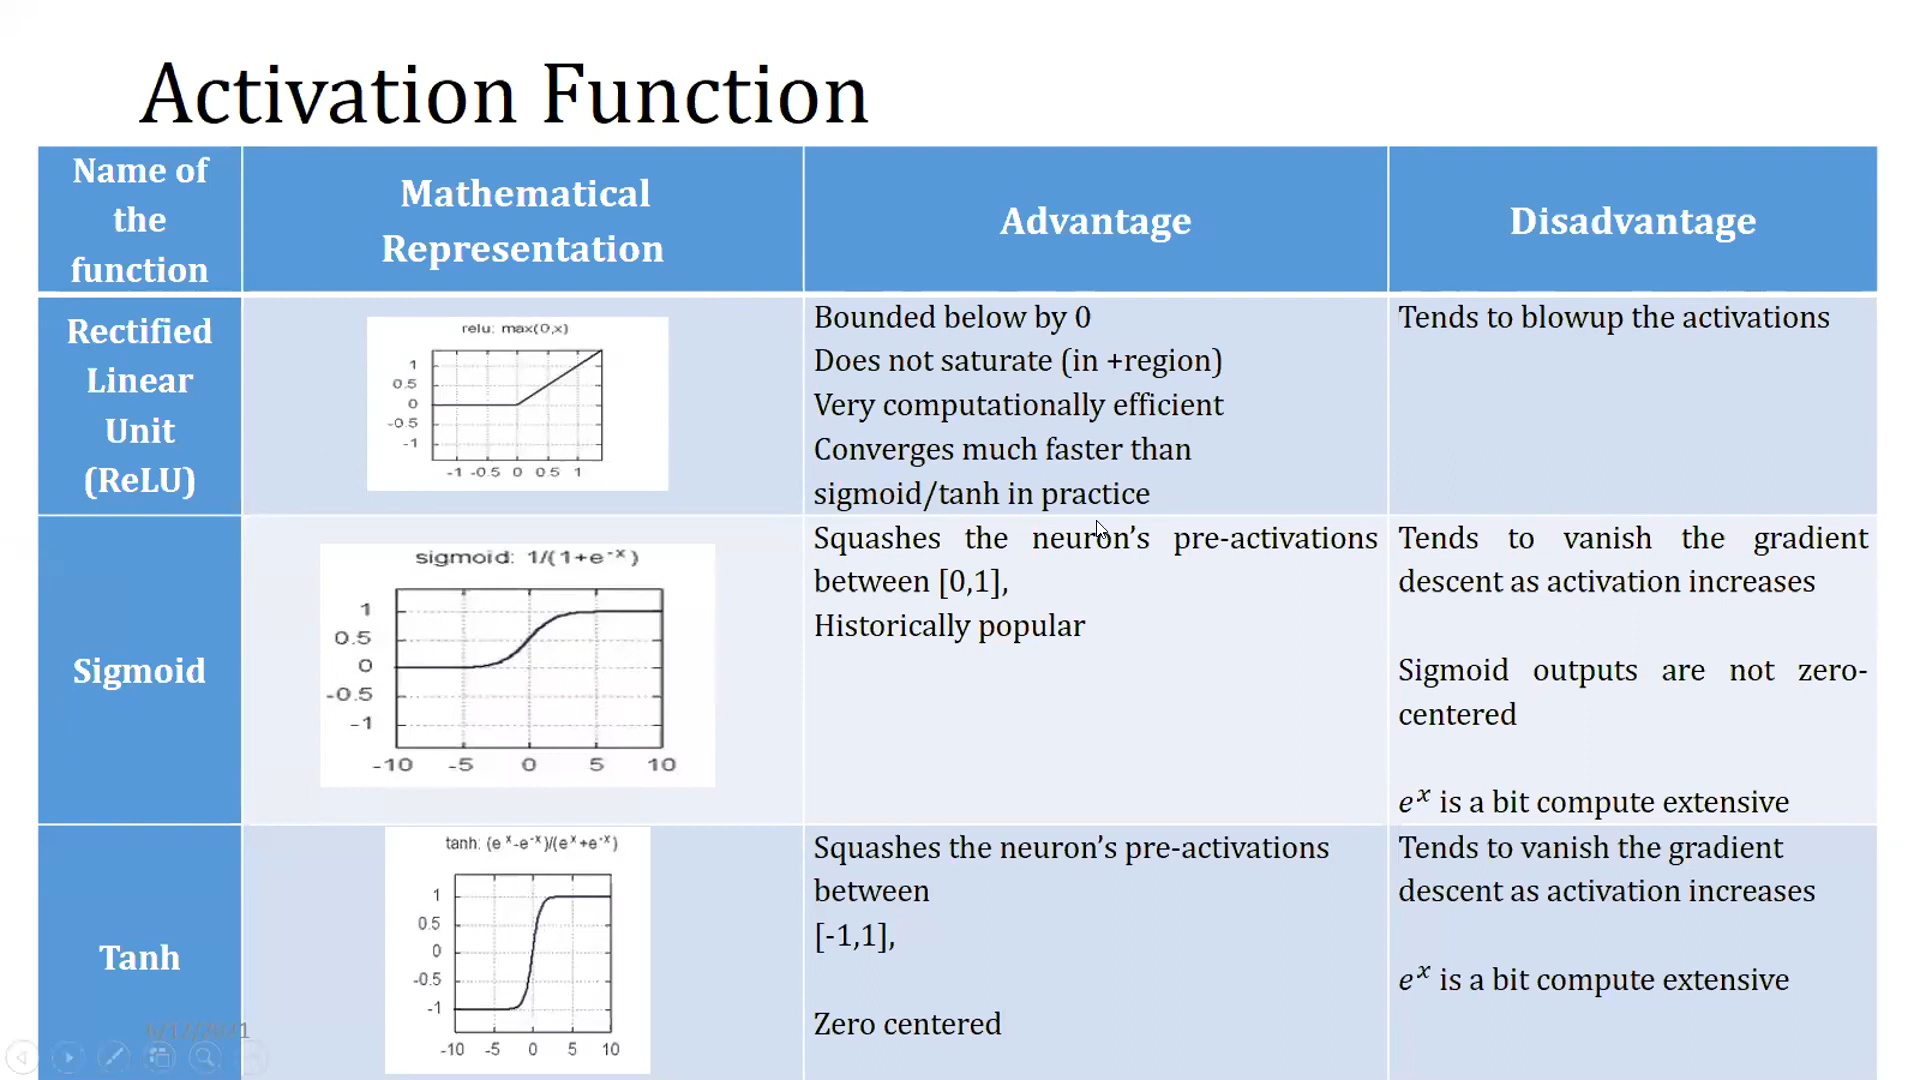 Activation Function
Name of
the
function
Mathematical
Representation
Advantage
Disadvantage
Rectified
Linear
Unit
(ReLU)
relu: max(0,x)
1
0.5
0
-0.5
-1
-1 -0.5 0 0.5 1
Bounded below by 0
Does not saturate (in +region)
Very computationally efficient
Converges much faster than
sigmoid/tanh in practice
Tends to blowup the activations
Sigmoid
sigmoid: 1/(1+e⁻ˣ)
1
0.5
0
-0.5
-1
-10 -5 0 5 10
Squashes the neuron’s pre-activations
between [0,1],
Historically popular
Tends to vanish the gradient
descent as activation increases
Sigmoid outputs are not zero-
centered
eˣ is a bit compute extensive
Tanh
tanh: (eˣ-e⁻ˣ)/(eˣ+e⁻ˣ)
1
0.5
0
-0.5
-1
-10 -5 0 5 10
Squashes the neuron’s pre-activations
between
[-1,1],
Zero centered
Tends to vanish the gradient
descent as activation increases
eˣ is a bit compute extensive